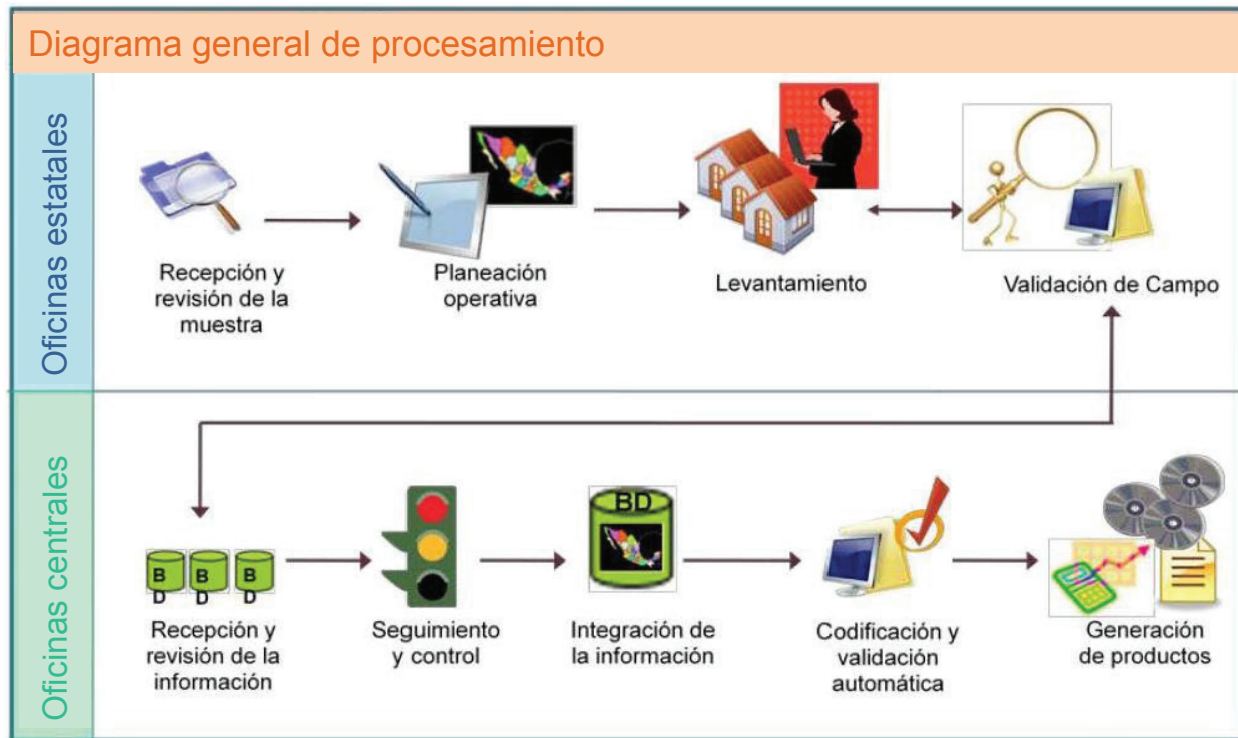 Diagrama general de procesamiento
Oficinas estatales
Recepción y
revisión de la
muestra
Planeación
operativa
Levantamiento
Validación de Campo
Oficinas centrales
B
D
B
D
B
D
Recepción y
revisión de la
información
Seguimiento
y control
BD
Integración de
la información
Codificación y
validación
automática
Generación
de productos